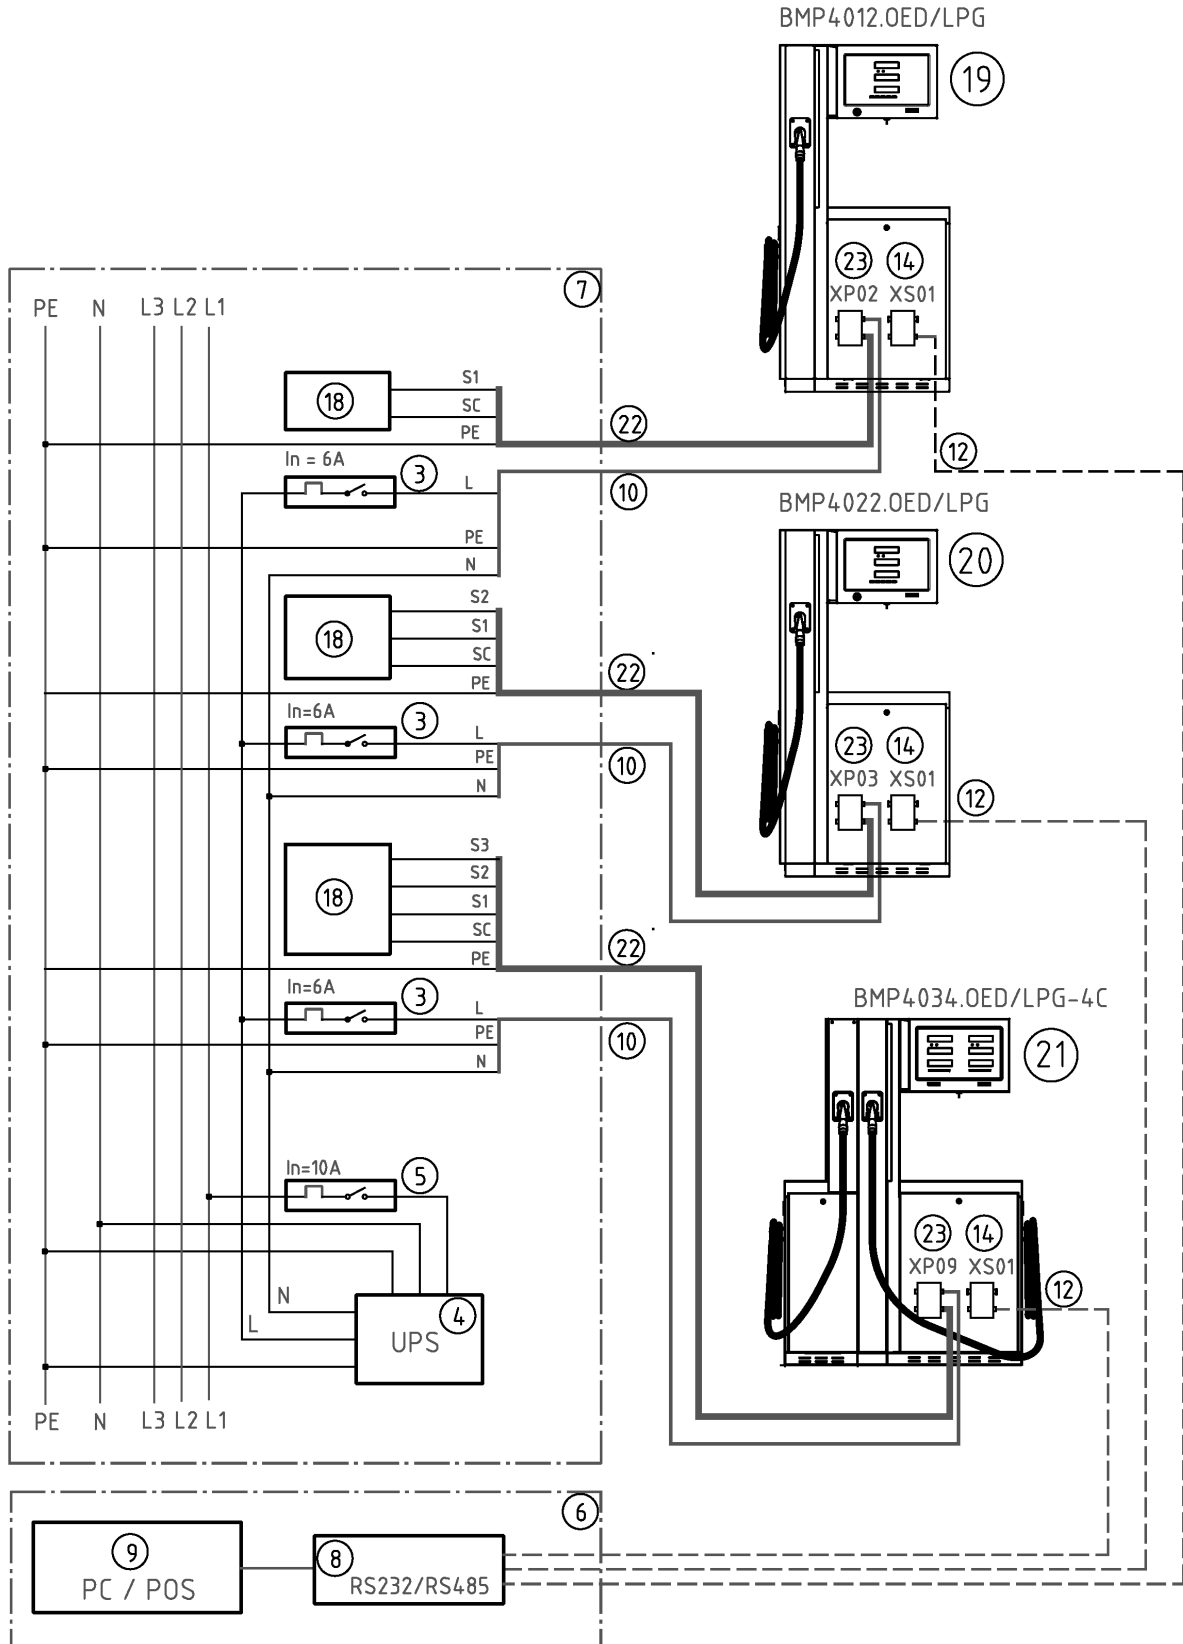 BMP4012.OED/LPG
19
23 14
XP02 XS01
7
PE N L3 L2 L1
18
S1
SC
PE
22
12
In = 6A
3
L
10
PE
N
BMP4022.OED/LPG
20
18
S2
S1
SC
PE
22
In=6A
3
L
PE
N
10
23 14
XP03 XS01
12
18
S3
S2
S1
SC
PE
22
In=6A
3
L
PE
N
10
BMP4034.OED/LPG-4C
21
In=10A
5
23 14
XP09 XS01
12
N
L
4
UPS
PE N L3 L2 L1
6
9
PC / POS
8
RS232/RS485